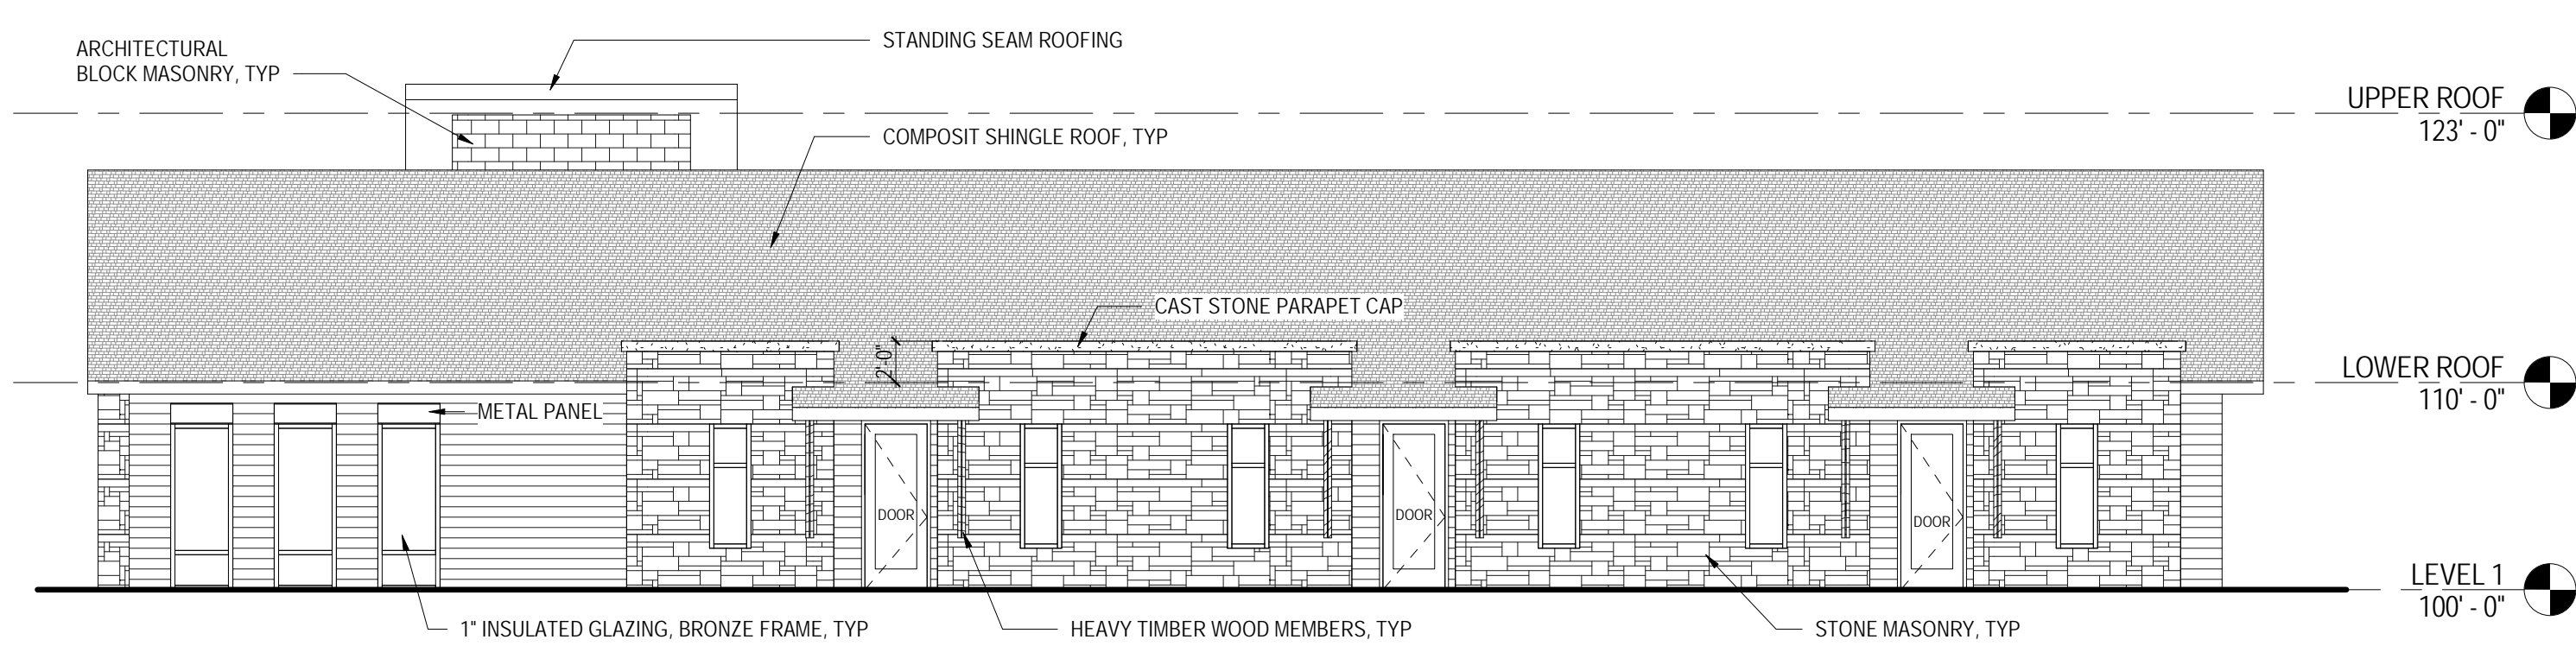 ARCHITECTURAL
BLOCK MASONRY, TYP
STANDING SEAM ROOFING
COMPOSIT SHINGLE ROOF, TYP
UPPER ROOF
123' - 0"
CAST STONE PARAPET CAP
2'-0"
LOWER ROOF
110' - 0"
METAL PANEL
DOOR
DOOR
DOOR
LEVEL 1
100' - 0"
1" INSULATED GLAZING, BRONZE FRAME, TYP
HEAVY TIMBER WOOD MEMBERS, TYP
STONE MASONRY, TYP